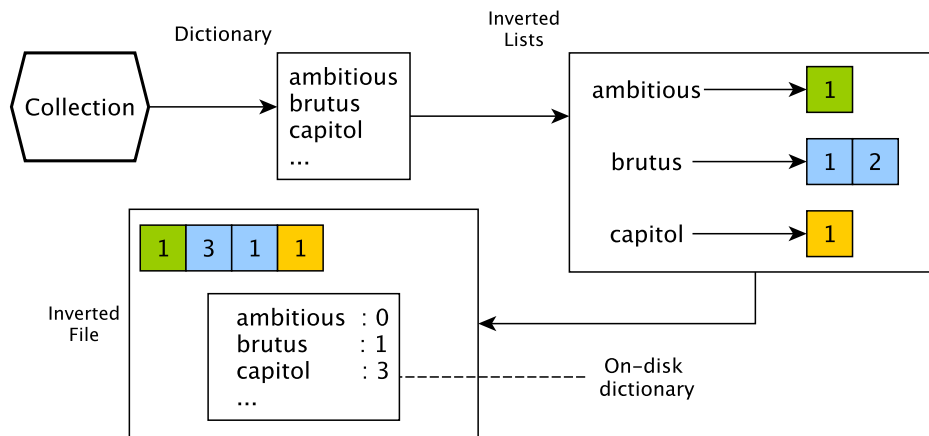 Dictionary
Collection
ambitious
brutus
capitol
...
Inverted
Lists
ambitious 1
brutus 1 2
capitol 1
Inverted
File
1 3 1 1
ambitious : 0
brutus : 1
capitol : 3
...
On-disk
dictionary